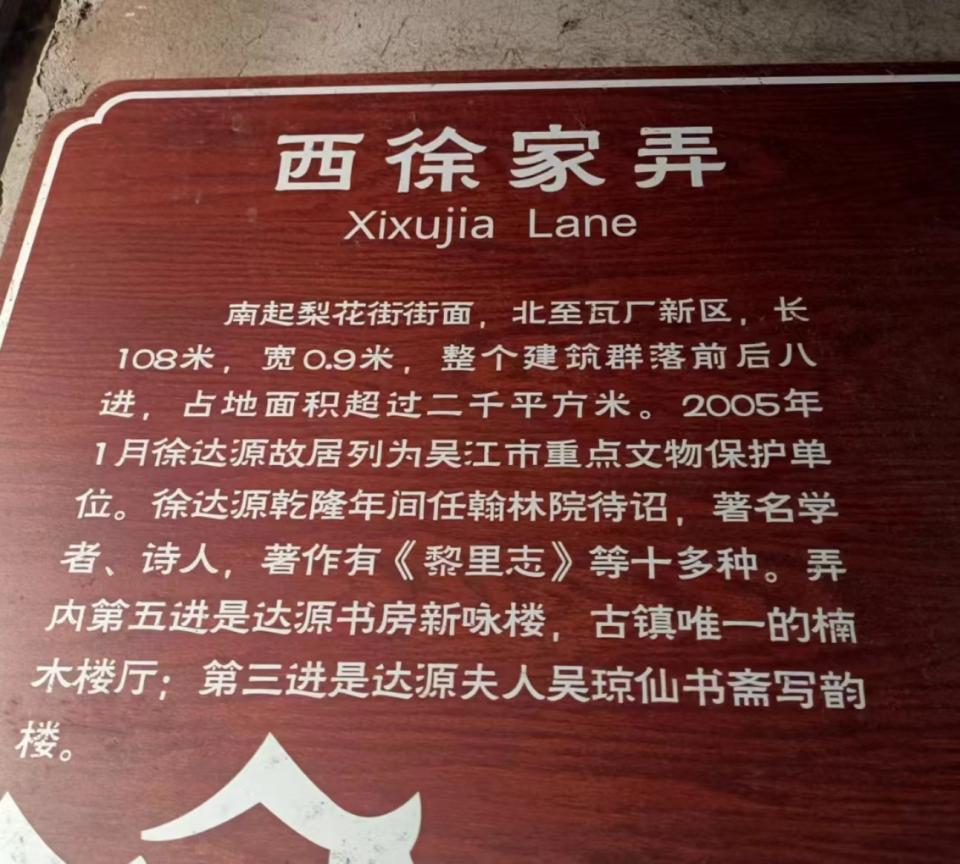 西徐家弄
Xixujia Lane
南起梨花街街面，北至瓦厂新区，长
108米，宽0.9米，整个建筑群落前后八
进，占地面积超过二千平方米。2005年
1月徐达源故居列为吴江市重点文物保护单
位。徐达源乾隆年间任翰林院待诏，著名学
者、诗人，著作有《黎里志》等十多种。弄
内第五进是达源书房新咏楼，古镇唯一的楠
木楼厅；第三进是达源夫人吴琼仙书斋写韵
楼。